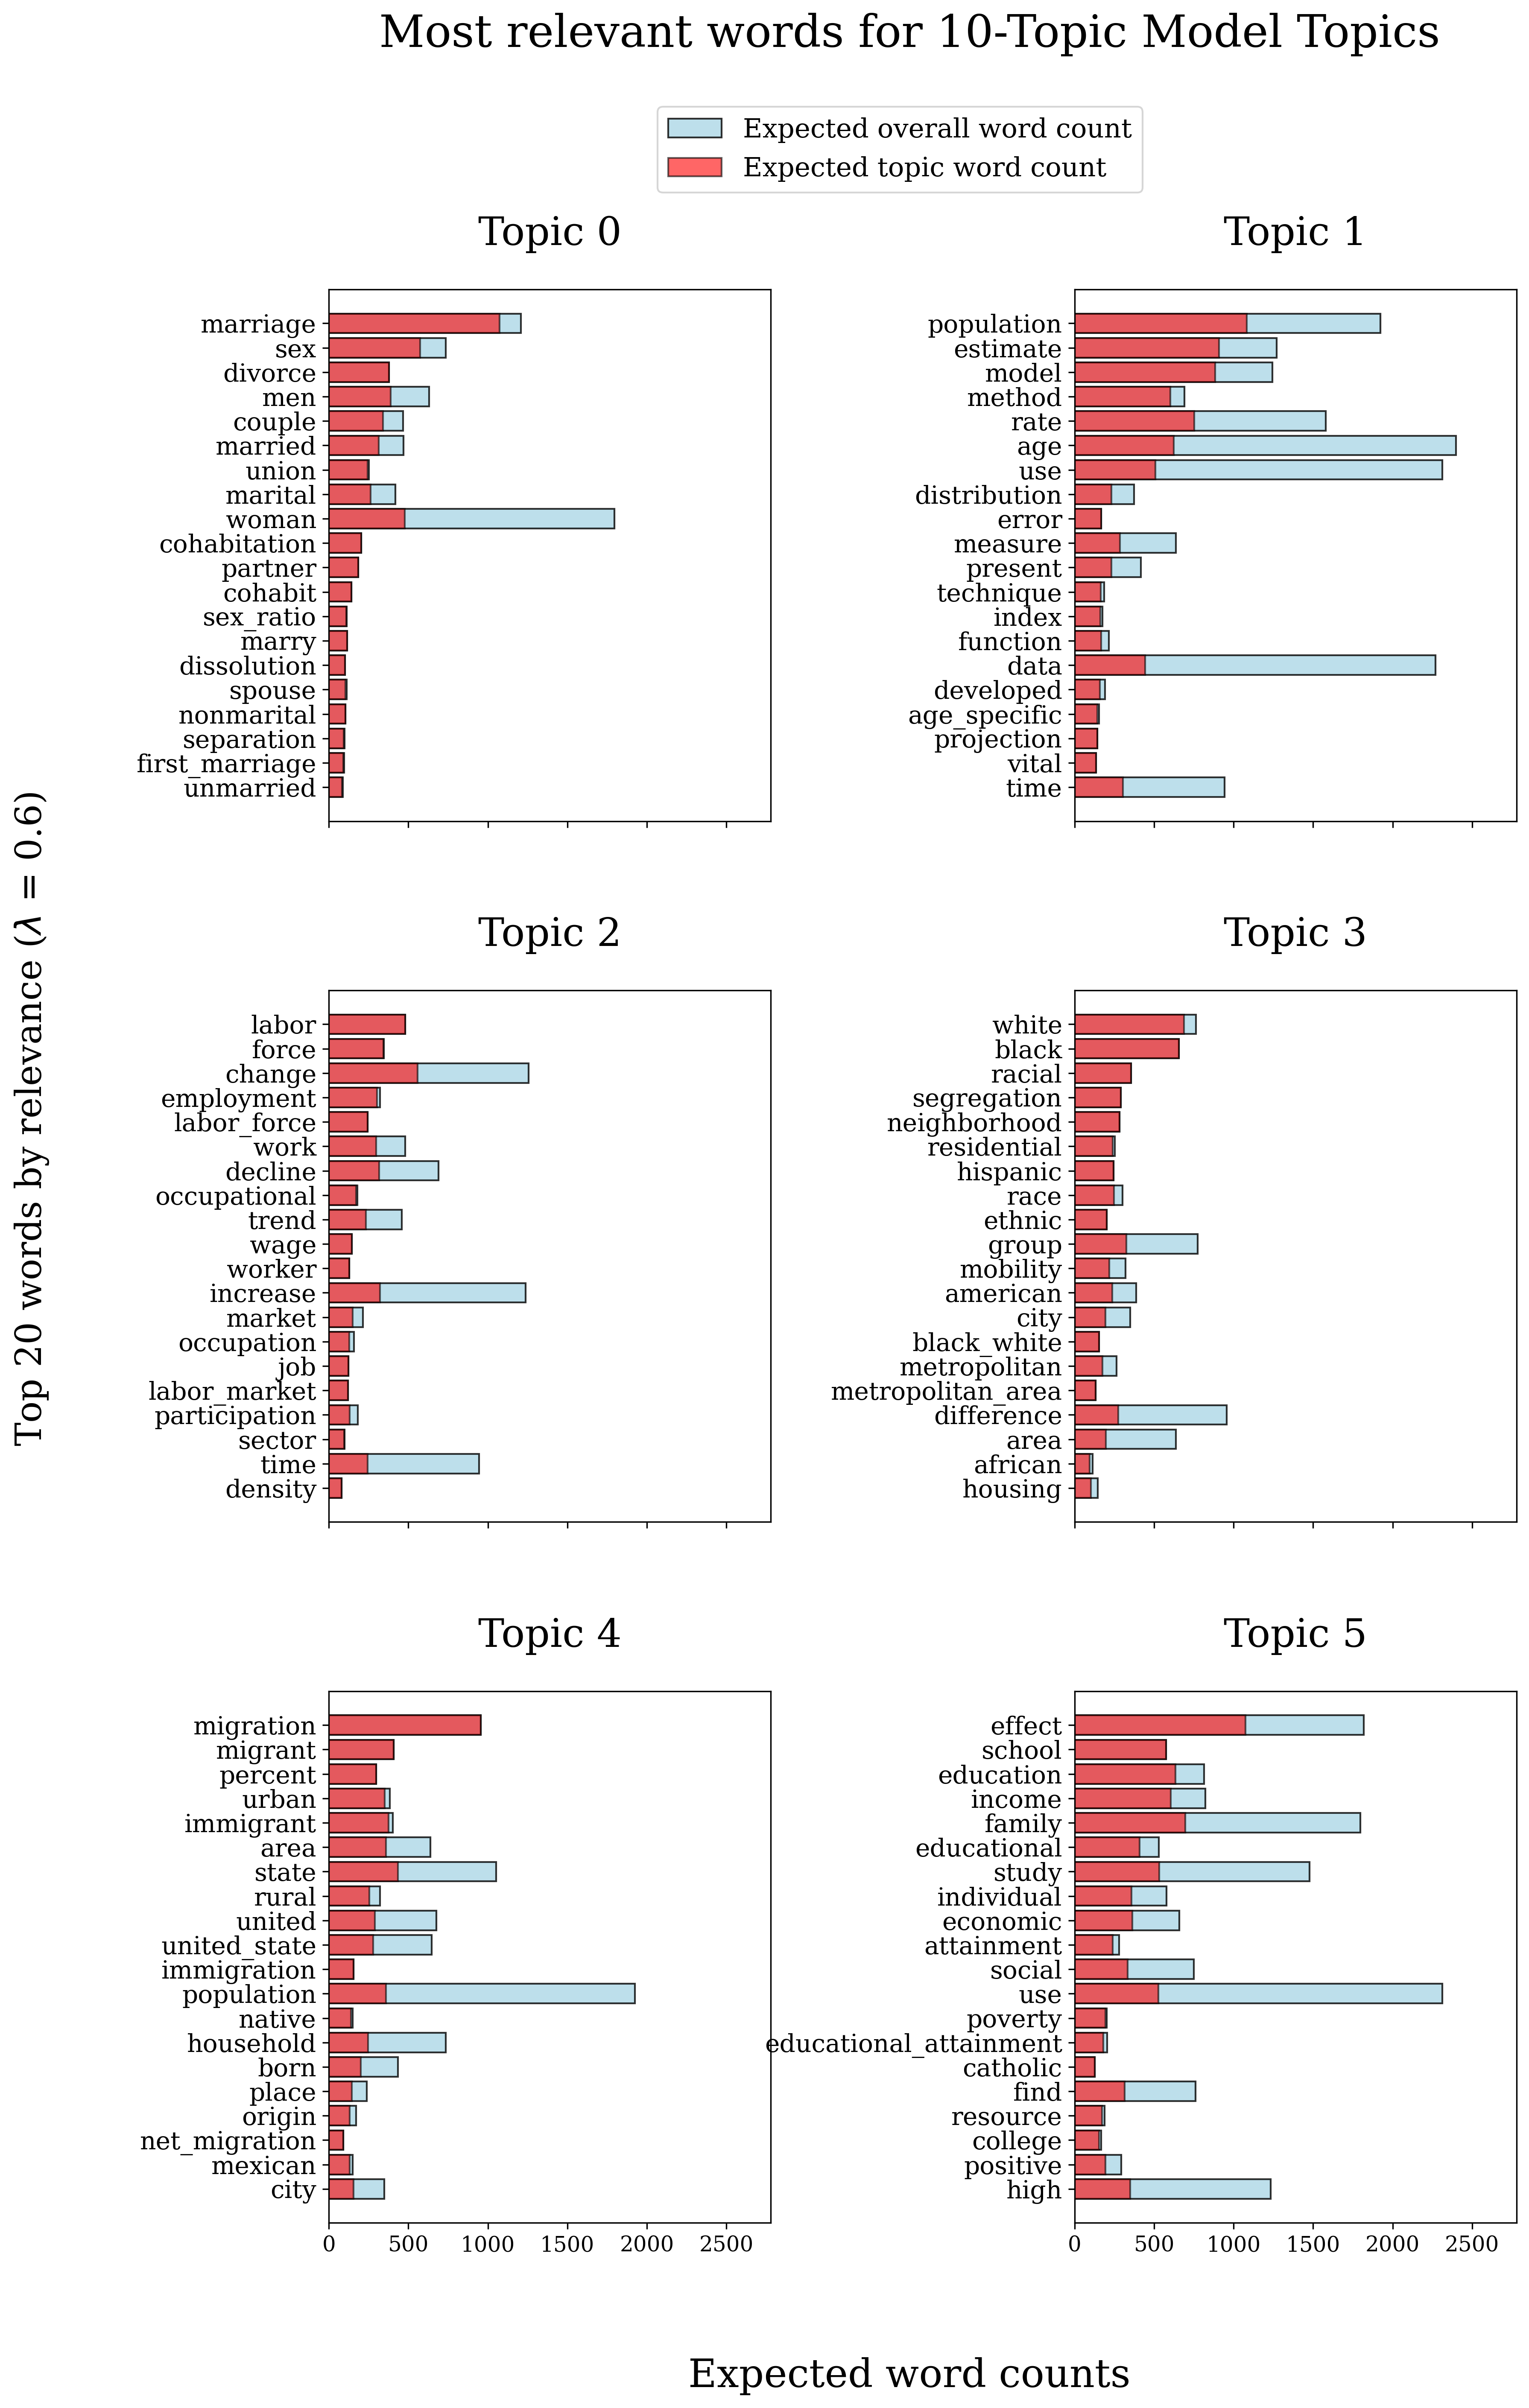 Most relevant words for 10-Topic Model Topics
Expected overall word count
Expected topic word count
Top 20 words by relevance (λ = 0.6)
Topic 0
marriage
sex
divorce
men
couple
married
union
marital
woman
cohabitation
partner
cohabit
sex_ratio
marry
dissolution
spouse
nonmarital
separation
first_marriage
unmarried
Topic 1
population
estimate
model
method
rate
age
use
distribution
error
measure
present
technique
index
function
data
developed
age_specific
projection
vital
time
Topic 2
labor
force
change
employment
labor_force
work
decline
occupational
trend
wage
worker
increase
market
occupation
job
labor_market
participation
sector
time
density
Topic 3
white
black
racial
segregation
neighborhood
residential
hispanic
race
ethnic
group
mobility
american
city
black_white
metropolitan
metropolitan_area
difference
area
african
housing
Topic 4
migration
migrant
percent
urban
immigrant
area
state
rural
united
united_state
immigration
population
native
household
born
place
origin
net_migration
mexican
city
0 500 1000 1500 2000 2500
Topic 5
effect
school
education
income
family
educational
study
individual
economic
attainment
social
use
poverty
educational_attainment
catholic
find
resource
college
positive
high
0 500 1000 1500 2000 2500
Expected word counts